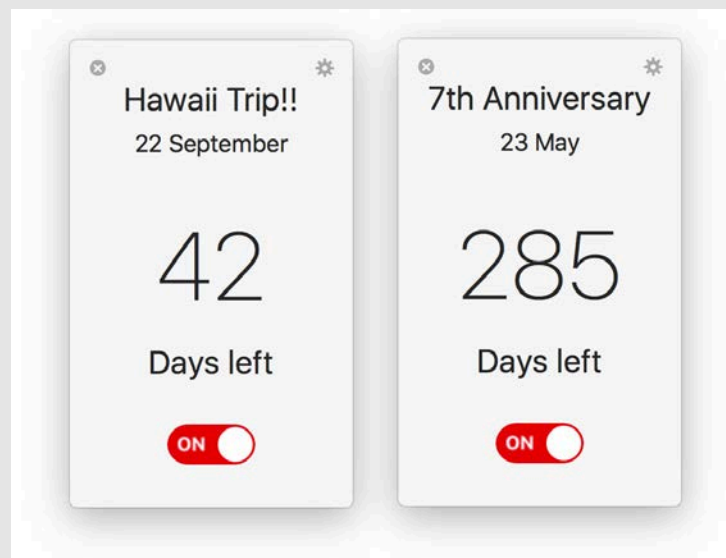 Hawaii Trip!!
22 September
42
Days left
ON
7th Anniversary
23 May
285
Days left
ON